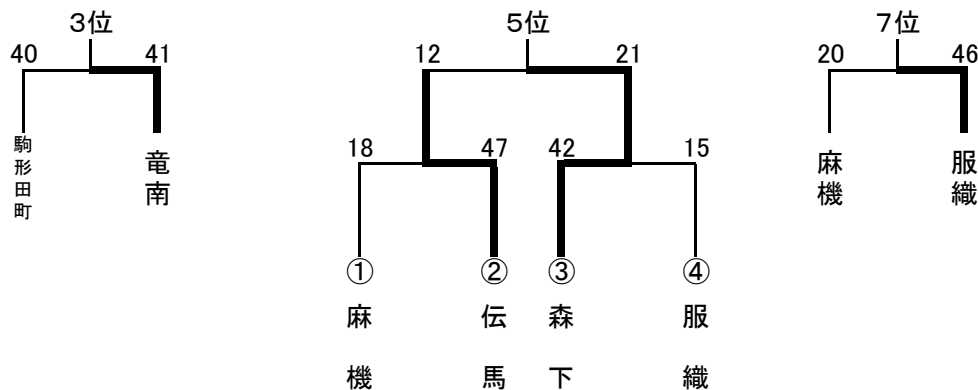 3位
40 41
駒形田町
竜南
5位
12 21
18 47 42 15
① ② ③ ④
麻機
伝馬
森下
服織
7位
20 46
麻機
服織